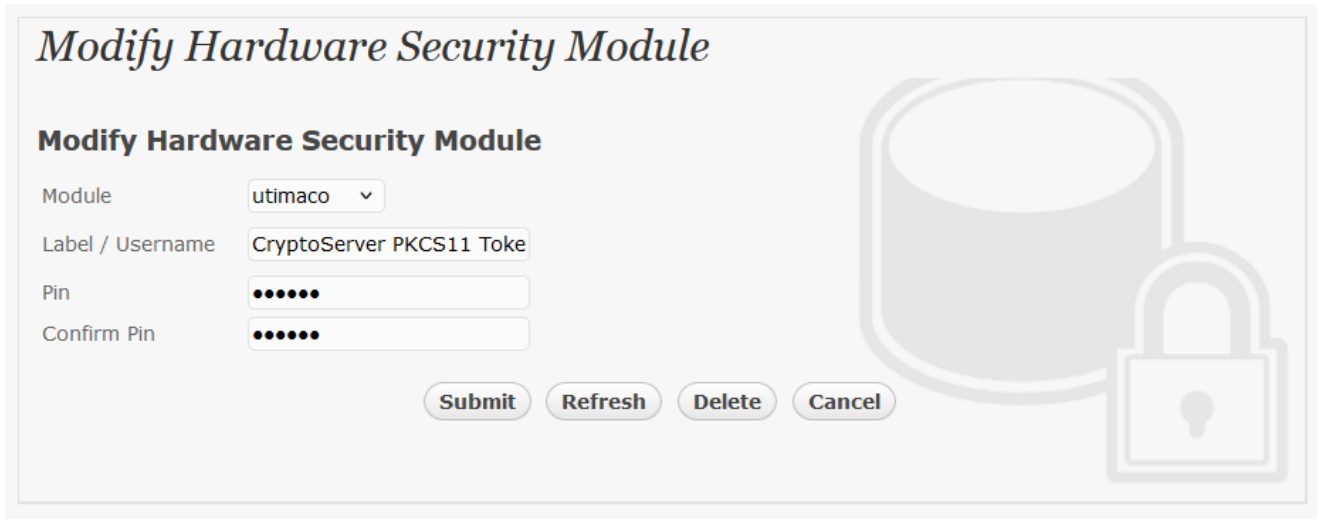 Modify Hardware Security Module
Modify Hardware Security Module
Module utimaco
Label / Username CryptoServer PKCS11 Toke
Pin ••••••
Confirm Pin ••••••
Submit Refresh Delete Cancel